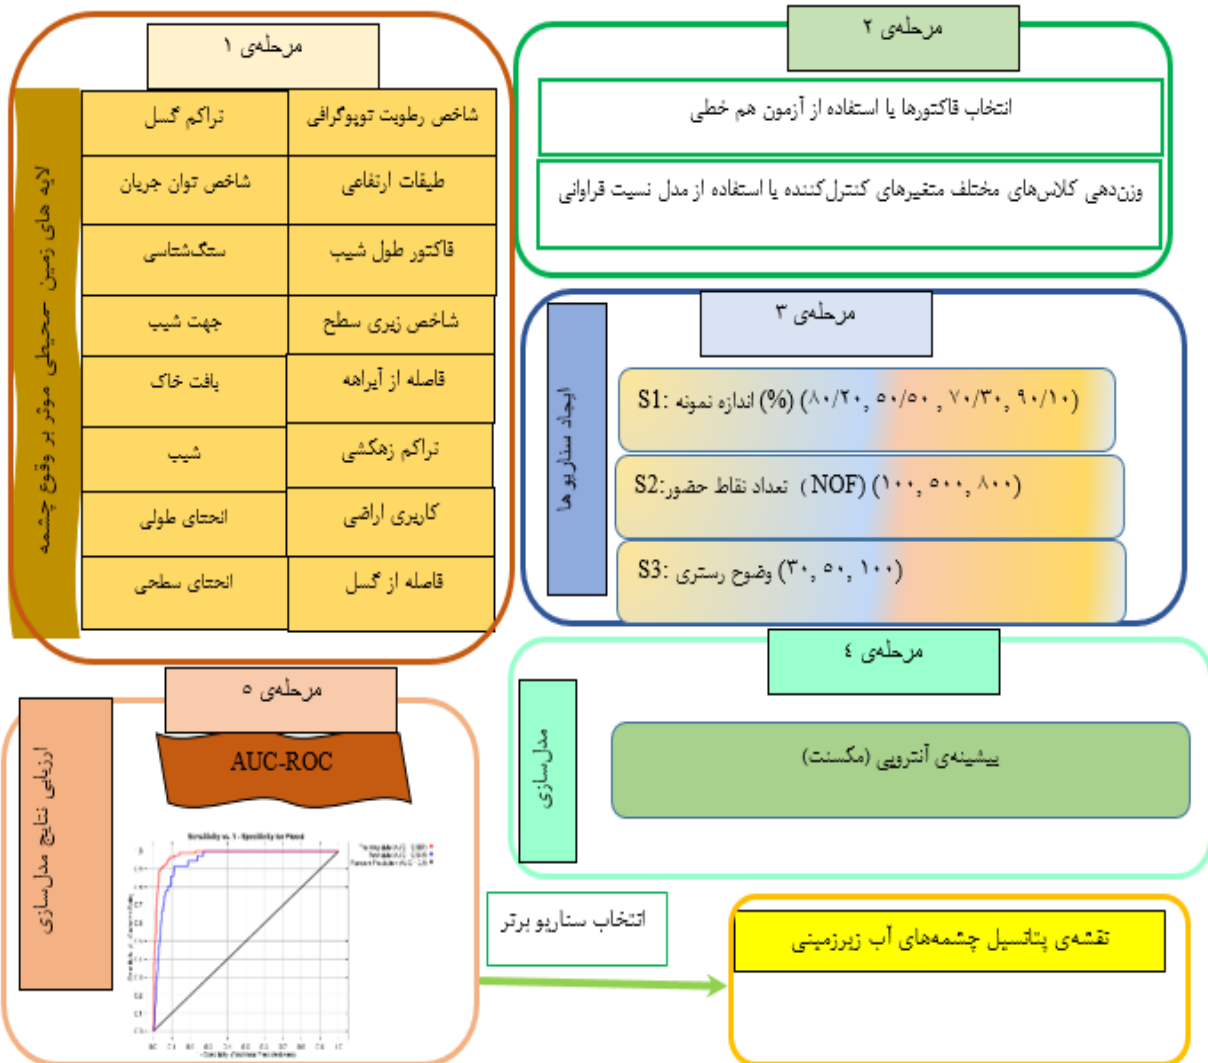 مرحله‌ی ۱
لایه های زمین -محیطی موثر بر وقوع چشمه
شاخص رطوبت توپوگرافی
تراکم گسل
طبقات ارتفاعی
شاخص توان جریان
فاکتور طول شیب
سنگ‌شناسی
شاخص زبری سطح
جهت شیب
فاصله از آبراهه
بافت خاک
تراکم زهکشی
شیب
کاربری اراضی
انحنای طولی
فاصله از گسل
انحنای سطحی
مرحله‌ی ۲
انتخاب فاکتورها با استفاده از آزمون هم خطی
وزن‌دهی کلاس‌های مختلف متغیرهای کنترل‌کننده با استفاده از مدل نسبت فراوانی
مرحله‌ی ۳
ایجاد سناریو ها
S1: اندازه نمونه (%) (۸۰/۲۰, ۵۰/۵۰ , ۷۰/۳۰, ۹۰/۱۰)
S2: تعداد نقاط حضور (NOF) (۱۰۰, ۵۰۰, ۸۰۰)
S3: وضوح رستری (۳۰, ۵۰, ۱۰۰)
مرحله‌ی ٤
مدل‌سازی
بیشینه‌ی آنتروپی (مکسنت)
مرحله‌ی ۵
ارزیابی نتایج مدل‌سازی
AUC-ROC
انتخاب سناریو برتر
نقشه‌ی پتانسیل چشمه‌های آب زیرزمینی